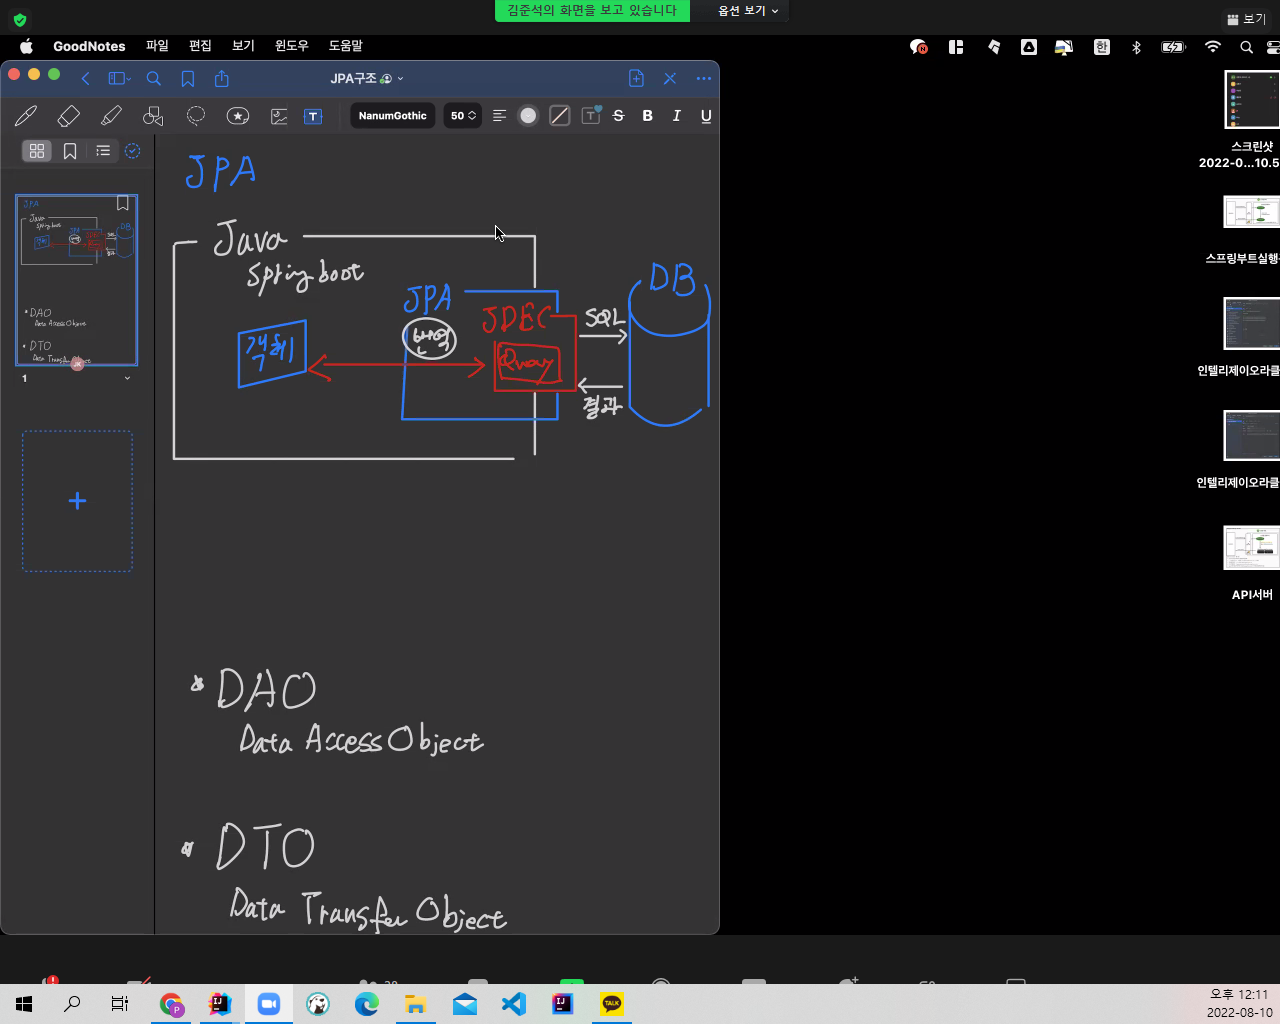 김준석의 화면을 보고 있습니다
옵션 보기
보기
GoodNotes 파일 편집 보기 윈도우 도움말
JPA구조
NanumGothic 50 S B I U
JPA
Java
Spring boot
JPA
번역
JDEC
Query
객체
SQL
결과
DB
1
• DAO
Data Access Object
• DTO
Data Transfer Object
스크린샷
2022-0...10.5
스프링부트실행
인텔리제이오라클
인텔리제이오라클
API서버
오후 12:11
2022-08-10